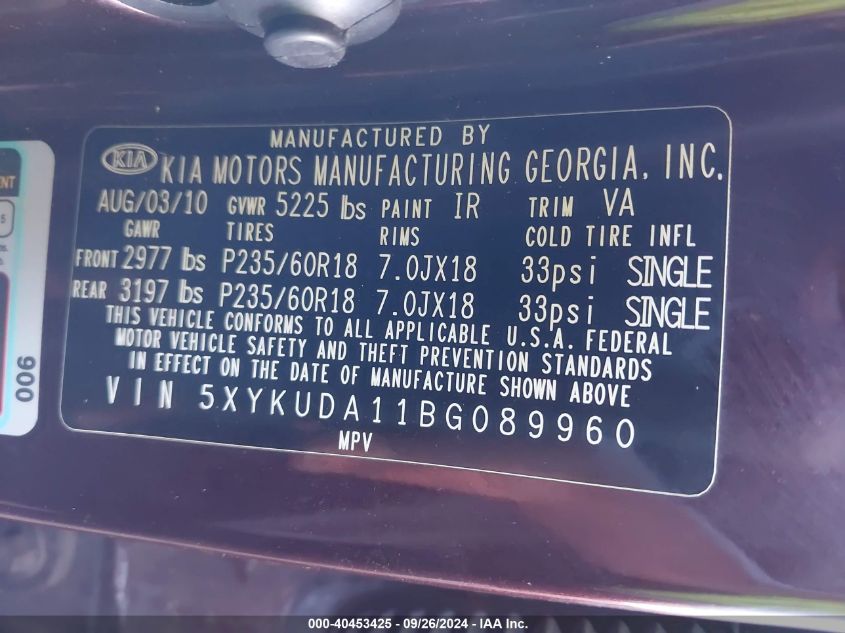 MANUFACTURED BY
KIA KIA MOTORS MANUFACTURING GEORGIA, INC.
AUG/03/10 GVWR 5225 lbs PAINT IR TRIM VA
GAWR TIRES RIMS COLD TIRE INFL
FRONT 2977 lbs P235/60R18 7.0JX18 33psi SINGLE
REAR 3197 lbs P235/60R18 7.0JX18 33psi SINGLE
THIS VEHICLE CONFORMS TO ALL APPLICABLE U.S.A. FEDERAL
MOTOR VEHICLE SAFETY AND THEFT PREVENTION STANDARDS
IN EFFECT ON THE DATE OF MANUFACTURE SHOWN ABOVE
VIN 5XYKUDA11BG089960
MPV
006
000-40453425 - 09/26/2024 - IAA Inc.